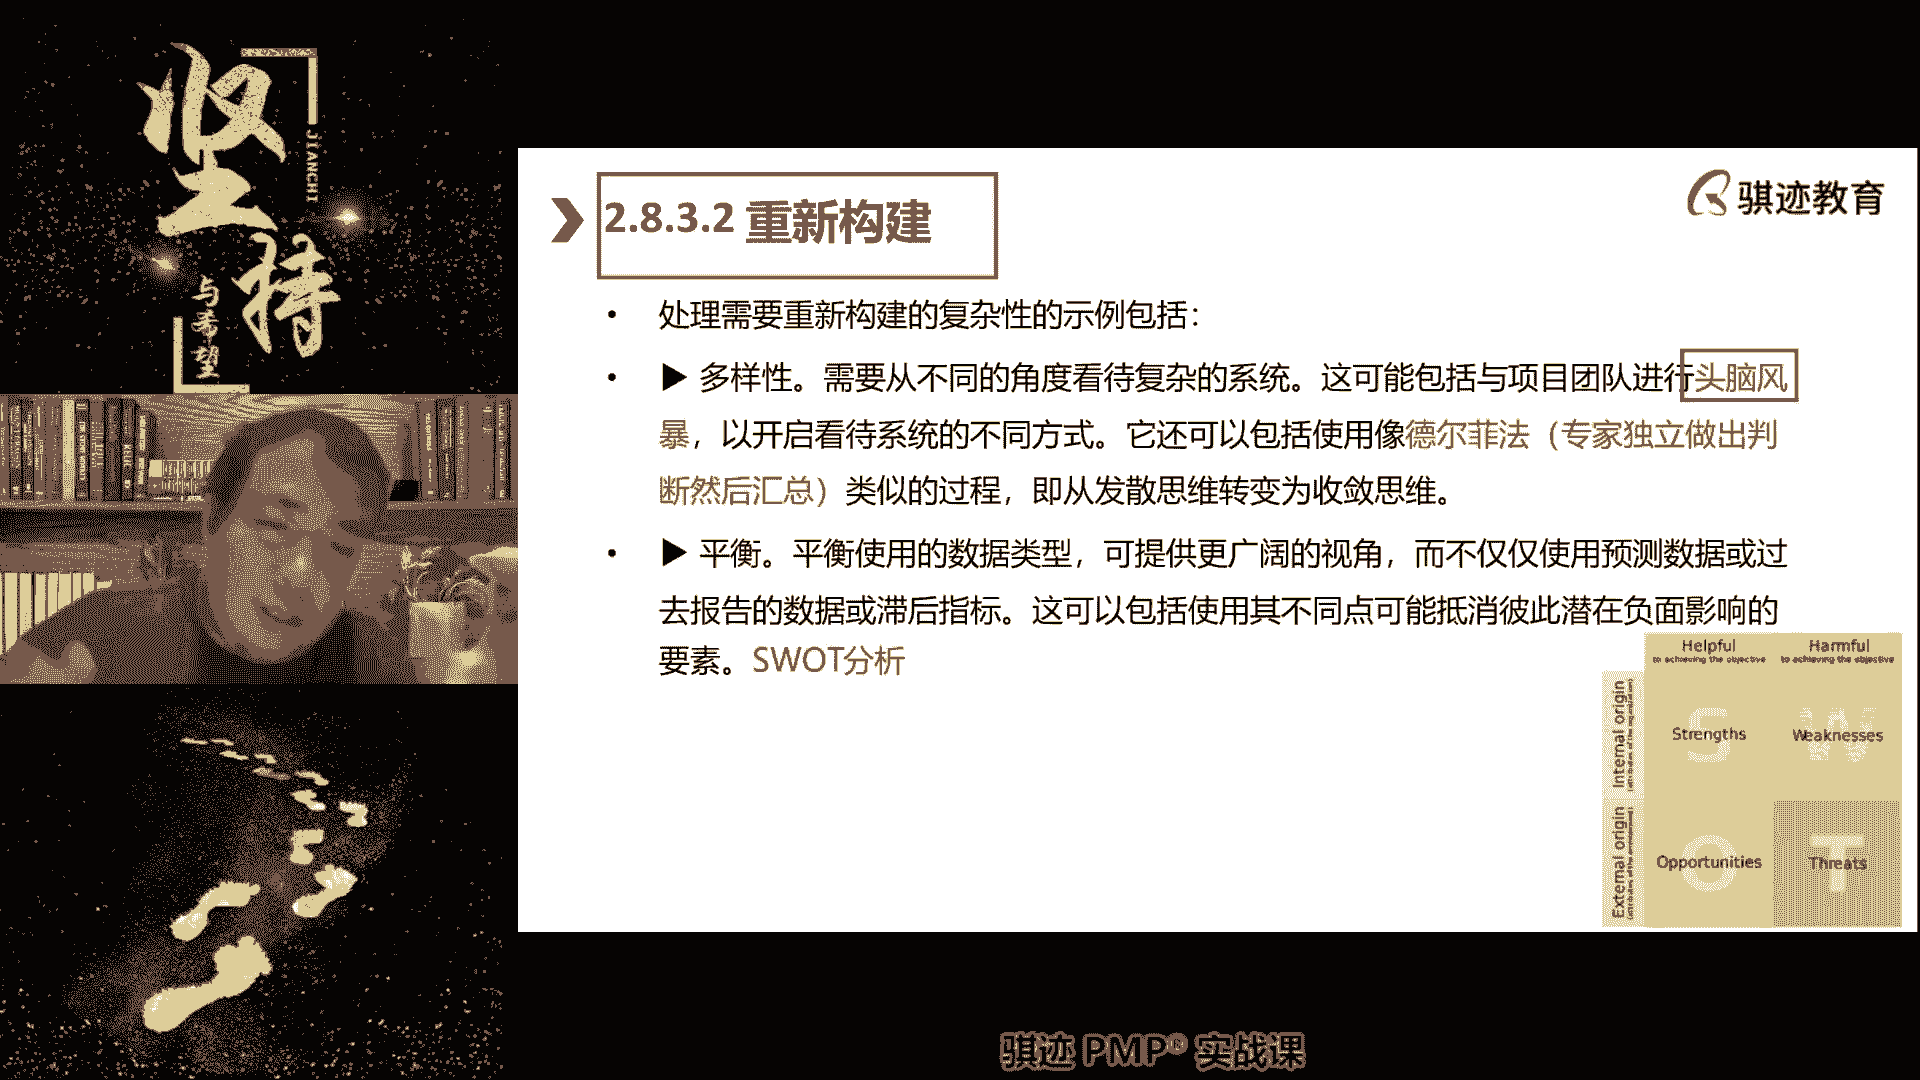 坚持
JIANCHI
与希望
骐迹教育
2.8.3.2 重新构建
• 处理需要重新构建的复杂性的示例包括：
• ▶ 多样性。需要从不同的角度看待复杂的系统。这可能包括与项目团队进行头脑风
暴，以开启看待系统的不同方式。它还可以包括使用像德尔菲法（专家独立做出判
断然后汇总）类似的过程，即从发散思维转变为收敛思维。
• ▶ 平衡。平衡使用的数据类型，可提供更广阔的视角，而不仅仅使用预测数据或过
去报告的数据或滞后指标。这可以包括使用其不同点可能抵消彼此潜在负面影响的
要素。SWOT分析
Helpful
to achieving the objective
Harmful
to achieving the objective
Internal origin
(attributes of the organization)
S
Strengths
W
Weaknesses
External origin
(attributes of the environment)
O
Opportunities
T
Threats
骐迹 PMP® 实战课